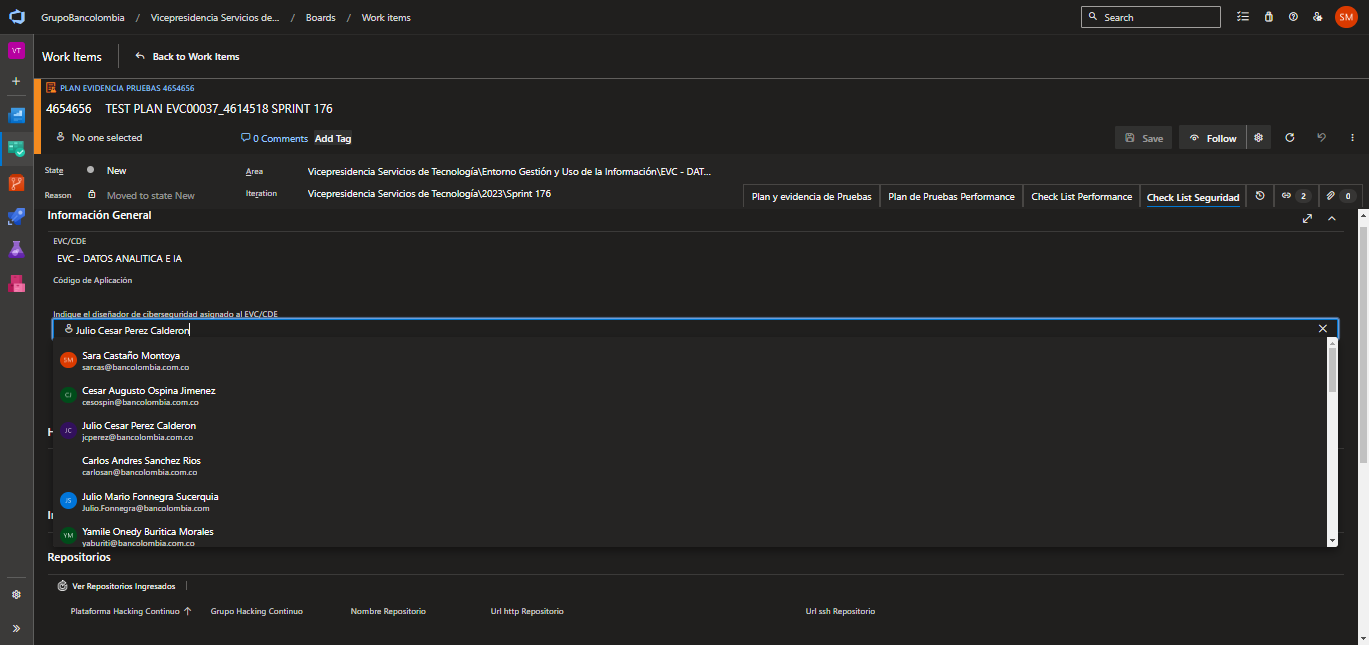 GrupoBancolombia / Vicepresidencia Servicios de... / Boards / Work items
Search
SM
VT
Work Items
Back to Work Items
PLAN EVIDENCIA PRUEBAS 4654656
4654656 TEST PLAN EVC00037_4614518 SPRINT 176
No one selected
0 Comments
Add Tag
Save
Follow
State
New
Area
Vicepresidencia Servicios de Tecnología\Entorno Gestión y Uso de la Información\EVC - DAT...
Reason
Moved to state New
Iteration
Vicepresidencia Servicios de Tecnología\2023\Sprint 176
Plan y evidencia de Pruebas
Plan de Pruebas Performance
Check List Performance
Check List Seguridad
2
0
Información General
EVC/CDE
EVC - DATOS ANALITICA E IA
Código de Aplicación
Indique el diseñador de ciberseguridad asignado al EVC/CDE
Julio Cesar Perez Calderon
SM
Sara Castaño Montoya
sarcas@bancolombia.com.co
CJ
Cesar Augusto Ospina Jimenez
cesospin@bancolombia.com.co
JC
Julio Cesar Perez Calderon
jcperez@bancolombia.com.co
Carlos Andres Sanchez Rios
carlosan@bancolombia.com.co
JS
Julio Mario Fonnegra Sucerquia
Julio.Fonnegra@bancolombia.com
YM
Yamile Onedy Buritica Morales
yaburiti@bancolombia.com.co
Repositorios
Ver Repositorios Ingresados
Plataforma Hacking Continuo
Grupo Hacking Continuo
Nombre Repositorio
Url http Repositorio
Url ssh Repositorio